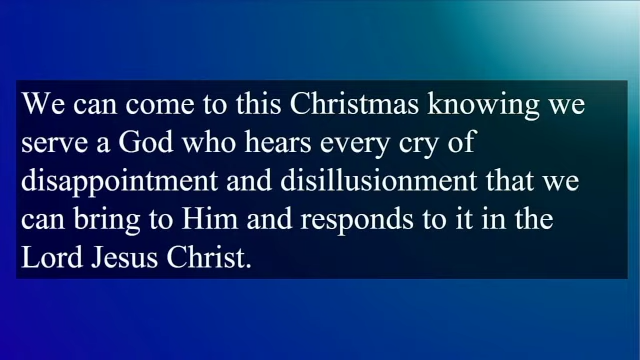 We can come to this Christmas knowing we
serve a God who hears every cry of
disappointment and disillusionment that we
can bring to Him and responds to it in the
Lord Jesus Christ.